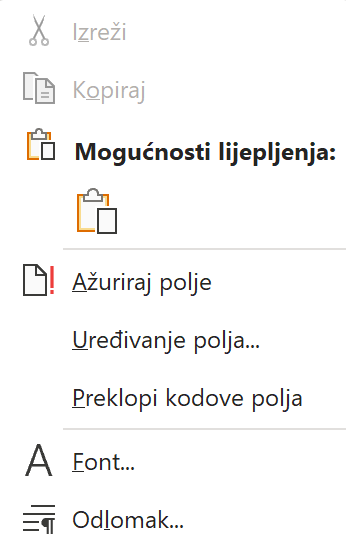 Izreži
Kopiraj
Mogućnosti lijepljenja:
Ažuriraj polje
Uređivanje polja...
Preklopi kodove polja
Font...
Odlomak...